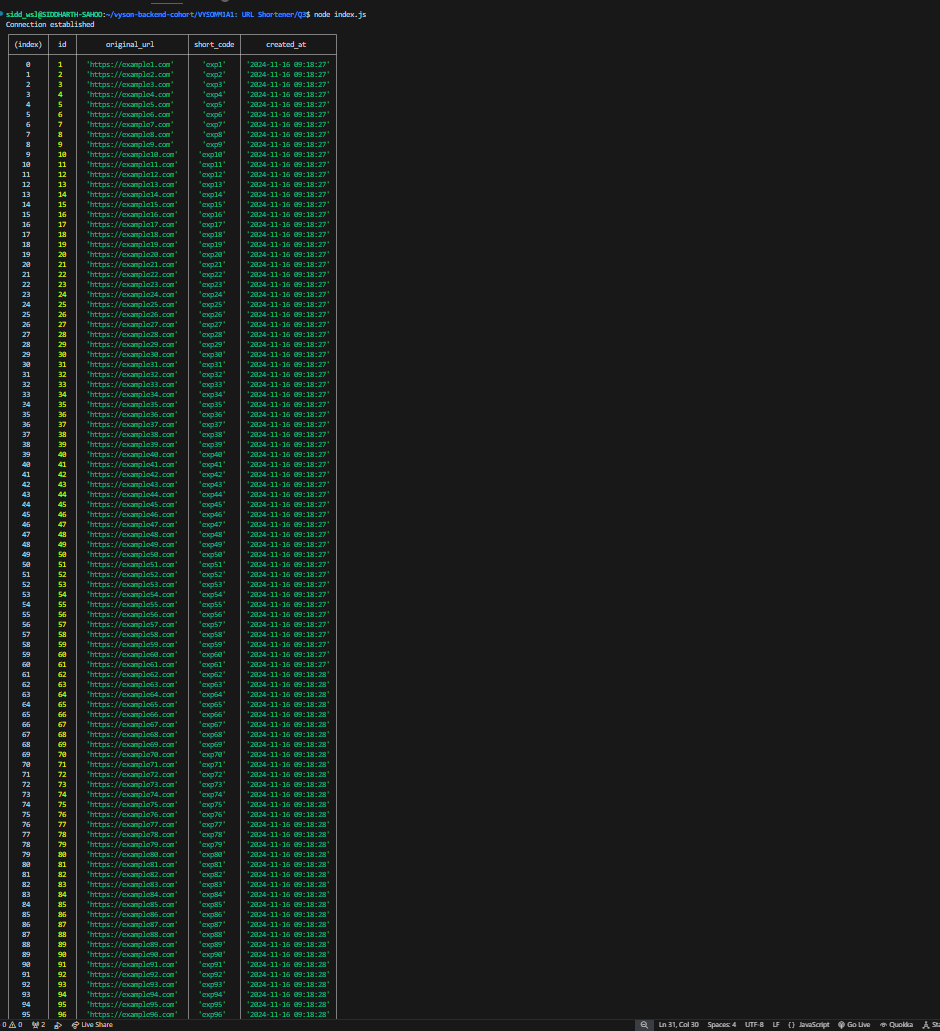 sidd_wsl@SIDDHARTH-SAHOO:~/vyson-backend-cohort/VYSOMM1A1: URL Shortener/Q3$ node index.js
Connection established
(index) id original_url short_code created_at
0 1 'https://example1.com' 'exp1' '2024-11-16 09:18:27'
1 2 'https://example2.com' 'exp2' '2024-11-16 09:18:27'
2 3 'https://example3.com' 'exp3' '2024-11-16 09:18:27'
3 4 'https://example4.com' 'exp4' '2024-11-16 09:18:27'
4 5 'https://example5.com' 'exp5' '2024-11-16 09:18:27'
5 6 'https://example6.com' 'exp6' '2024-11-16 09:18:27'
6 7 'https://example7.com' 'exp7' '2024-11-16 09:18:27'
7 8 'https://example8.com' 'exp8' '2024-11-16 09:18:27'
8 9 'https://example9.com' 'exp9' '2024-11-16 09:18:27'
9 10 'https://example10.com' 'exp10' '2024-11-16 09:18:27'
10 11 'https://example11.com' 'exp11' '2024-11-16 09:18:27'
11 12 'https://example12.com' 'exp12' '2024-11-16 09:18:27'
12 13 'https://example13.com' 'exp13' '2024-11-16 09:18:27'
13 14 'https://example14.com' 'exp14' '2024-11-16 09:18:27'
14 15 'https://example15.com' 'exp15' '2024-11-16 09:18:27'
15 16 'https://example16.com' 'exp16' '2024-11-16 09:18:27'
16 17 'https://example17.com' 'exp17' '2024-11-16 09:18:27'
17 18 'https://example18.com' 'exp18' '2024-11-16 09:18:27'
18 19 'https://example19.com' 'exp19' '2024-11-16 09:18:27'
19 20 'https://example20.com' 'exp20' '2024-11-16 09:18:27'
20 21 'https://example21.com' 'exp21' '2024-11-16 09:18:27'
21 22 'https://example22.com' 'exp22' '2024-11-16 09:18:27'
22 23 'https://example23.com' 'exp23' '2024-11-16 09:18:27'
23 24 'https://example24.com' 'exp24' '2024-11-16 09:18:27'
24 25 'https://example25.com' 'exp25' '2024-11-16 09:18:27'
25 26 'https://example26.com' 'exp26' '2024-11-16 09:18:27'
26 27 'https://example27.com' 'exp27' '2024-11-16 09:18:27'
27 28 'https://example28.com' 'exp28' '2024-11-16 09:18:27'
28 29 'https://example29.com' 'exp29' '2024-11-16 09:18:27'
29 30 'https://example30.com' 'exp30' '2024-11-16 09:18:27'
30 31 'https://example31.com' 'exp31' '2024-11-16 09:18:27'
31 32 'https://example32.com' 'exp32' '2024-11-16 09:18:27'
32 33 'https://example33.com' 'exp33' '2024-11-16 09:18:27'
33 34 'https://example34.com' 'exp34' '2024-11-16 09:18:27'
34 35 'https://example35.com' 'exp35' '2024-11-16 09:18:27'
35 36 'https://example36.com' 'exp36' '2024-11-16 09:18:27'
36 37 'https://example37.com' 'exp37' '2024-11-16 09:18:27'
37 38 'https://example38.com' 'exp38' '2024-11-16 09:18:27'
38 39 'https://example39.com' 'exp39' '2024-11-16 09:18:27'
39 40 'https://example40.com' 'exp40' '2024-11-16 09:18:27'
40 41 'https://example41.com' 'exp41' '2024-11-16 09:18:27'
41 42 'https://example42.com' 'exp42' '2024-11-16 09:18:27'
42 43 'https://example43.com' 'exp43' '2024-11-16 09:18:27'
43 44 'https://example44.com' 'exp44' '2024-11-16 09:18:27'
44 45 'https://example45.com' 'exp45' '2024-11-16 09:18:27'
45 46 'https://example46.com' 'exp46' '2024-11-16 09:18:27'
46 47 'https://example47.com' 'exp47' '2024-11-16 09:18:27'
47 48 'https://example48.com' 'exp48' '2024-11-16 09:18:27'
48 49 'https://example49.com' 'exp49' '2024-11-16 09:18:27'
49 50 'https://example50.com' 'exp50' '2024-11-16 09:18:27'
50 51 'https://example51.com' 'exp51' '2024-11-16 09:18:27'
51 52 'https://example52.com' 'exp52' '2024-11-16 09:18:27'
52 53 'https://example53.com' 'exp53' '2024-11-16 09:18:27'
53 54 'https://example54.com' 'exp54' '2024-11-16 09:18:27'
54 55 'https://example55.com' 'exp55' '2024-11-16 09:18:27'
55 56 'https://example56.com' 'exp56' '2024-11-16 09:18:27'
56 57 'https://example57.com' 'exp57' '2024-11-16 09:18:27'
57 58 'https://example58.com' 'exp58' '2024-11-16 09:18:27'
58 59 'https://example59.com' 'exp59' '2024-11-16 09:18:27'
59 60 'https://example60.com' 'exp60' '2024-11-16 09:18:27'
60 61 'https://example61.com' 'exp61' '2024-11-16 09:18:27'
61 62 'https://example62.com' 'exp62' '2024-11-16 09:18:28'
62 63 'https://example63.com' 'exp63' '2024-11-16 09:18:28'
63 64 'https://example64.com' 'exp64' '2024-11-16 09:18:28'
64 65 'https://example65.com' 'exp65' '2024-11-16 09:18:28'
65 66 'https://example66.com' 'exp66' '2024-11-16 09:18:28'
66 67 'https://example67.com' 'exp67' '2024-11-16 09:18:28'
67 68 'https://example68.com' 'exp68' '2024-11-16 09:18:28'
68 69 'https://example69.com' 'exp69' '2024-11-16 09:18:28'
69 70 'https://example70.com' 'exp70' '2024-11-16 09:18:28'
70 71 'https://example71.com' 'exp71' '2024-11-16 09:18:28'
71 72 'https://example72.com' 'exp72' '2024-11-16 09:18:28'
72 73 'https://example73.com' 'exp73' '2024-11-16 09:18:28'
73 74 'https://example74.com' 'exp74' '2024-11-16 09:18:28'
74 75 'https://example75.com' 'exp75' '2024-11-16 09:18:28'
75 76 'https://example76.com' 'exp76' '2024-11-16 09:18:28'
76 77 'https://example77.com' 'exp77' '2024-11-16 09:18:28'
77 78 'https://example78.com' 'exp78' '2024-11-16 09:18:28'
78 79 'https://example79.com' 'exp79' '2024-11-16 09:18:28'
79 80 'https://example80.com' 'exp80' '2024-11-16 09:18:28'
80 81 'https://example81.com' 'exp81' '2024-11-16 09:18:28'
81 82 'https://example82.com' 'exp82' '2024-11-16 09:18:28'
82 83 'https://example83.com' 'exp83' '2024-11-16 09:18:28'
83 84 'https://example84.com' 'exp84' '2024-11-16 09:18:28'
84 85 'https://example85.com' 'exp85' '2024-11-16 09:18:28'
85 86 'https://example86.com' 'exp86' '2024-11-16 09:18:28'
86 87 'https://example87.com' 'exp87' '2024-11-16 09:18:28'
87 88 'https://example88.com' 'exp88' '2024-11-16 09:18:28'
88 89 'https://example89.com' 'exp89' '2024-11-16 09:18:28'
89 90 'https://example90.com' 'exp90' '2024-11-16 09:18:28'
90 91 'https://example91.com' 'exp91' '2024-11-16 09:18:28'
91 92 'https://example92.com' 'exp92' '2024-11-16 09:18:28'
92 93 'https://example93.com' 'exp93' '2024-11-16 09:18:28'
93 94 'https://example94.com' 'exp94' '2024-11-16 09:18:28'
94 95 'https://example95.com' 'exp95' '2024-11-16 09:18:28'
95 96 'https://example96.com' 'exp96' '2024-11-16 09:18:28'
0 0 2 Live Share Ln 31, Col 30 Spaces: 4 UTF-8 LF {} JavaScript Go Live Quokka